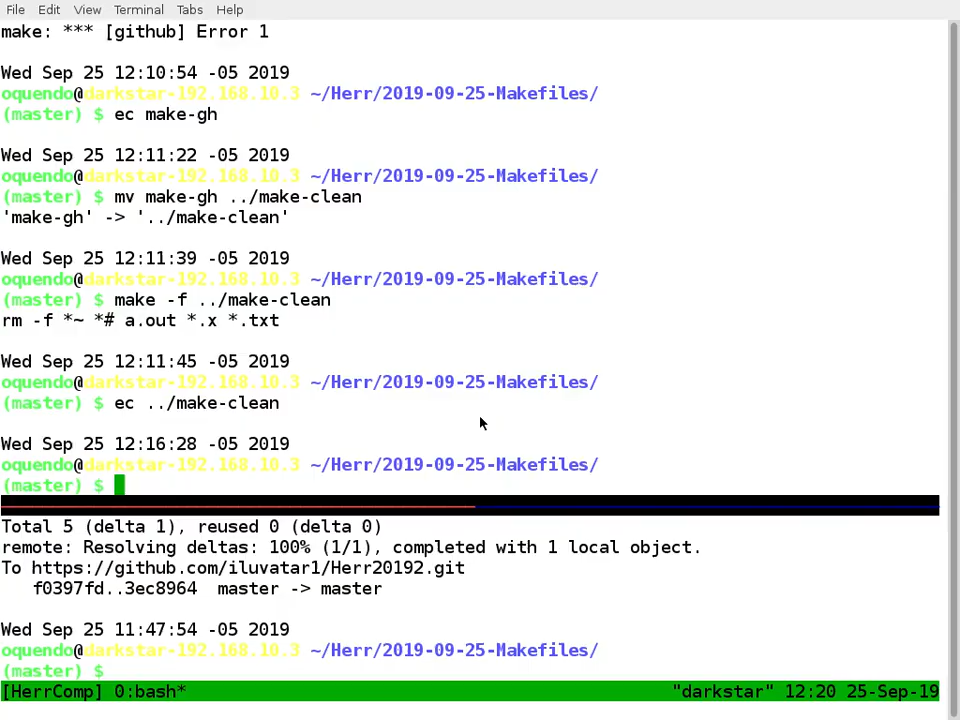 File Edit View Terminal Tabs Help
make: *** [github] Error 1
Wed Sep 25 12:10:54 -05 2019
oquendo@darkstar-192.168.10.3 ~/Herr/2019-09-25-Makefiles/
(master) $ ec make-gh
Wed Sep 25 12:11:22 -05 2019
oquendo@darkstar-192.168.10.3 ~/Herr/2019-09-25-Makefiles/
(master) $ mv make-gh ../make-clean
'make-gh' -> '../make-clean'
Wed Sep 25 12:11:39 -05 2019
oquendo@darkstar-192.168.10.3 ~/Herr/2019-09-25-Makefiles/
(master) $ make -f ../make-clean
rm -f *~ *# a.out *.x *.txt
Wed Sep 25 12:11:45 -05 2019
oquendo@darkstar-192.168.10.3 ~/Herr/2019-09-25-Makefiles/
(master) $ ec ../make-clean
Wed Sep 25 12:16:28 -05 2019
oquendo@darkstar-192.168.10.3 ~/Herr/2019-09-25-Makefiles/
(master) $
Total 5 (delta 1), reused 0 (delta 0)
remote: Resolving deltas: 100% (1/1), completed with 1 local object.
To https://github.com/iluvatar1/Herr20192.git
f0397fd..3ec8964 master -> master
Wed Sep 25 11:47:54 -05 2019
oquendo@darkstar-192.168.10.3 ~/Herr/2019-09-25-Makefiles/
(master) $
[HerrComp] 0:bash* "darkstar" 12:20 25-Sep-19